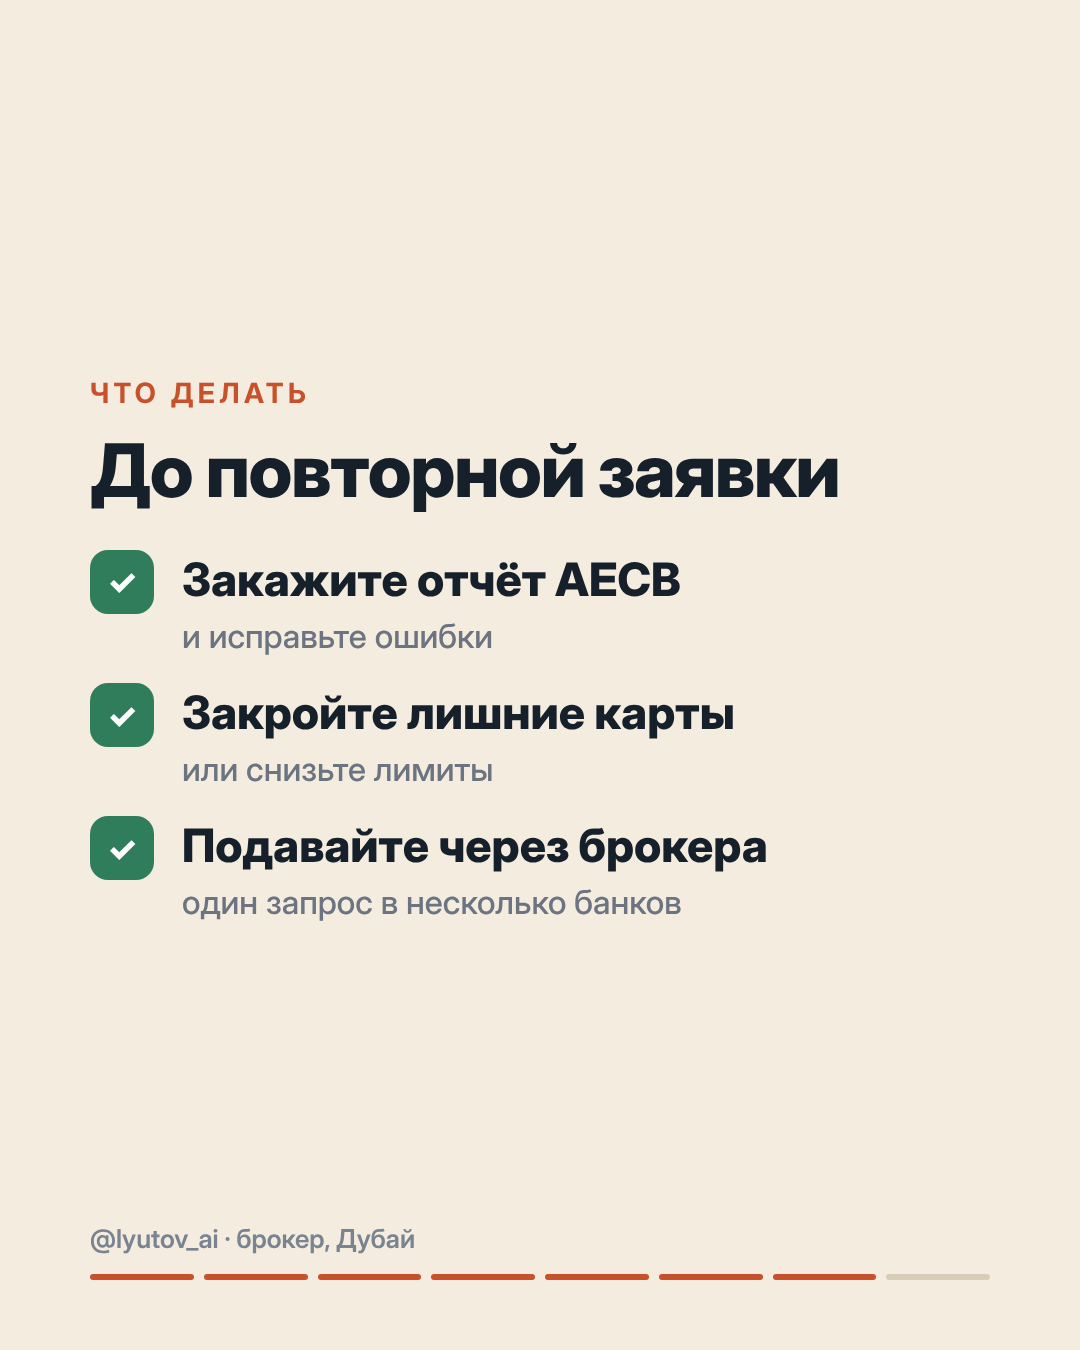 ЧТО ДЕЛАТЬ
До повторной заявки
Закажите отчёт AECB
и исправьте ошибки
Закройте лишние карты
или снизьте лимиты
Подавайте через брокера
один запрос в несколько банков
@lyutov_ai · брокер, Дубай